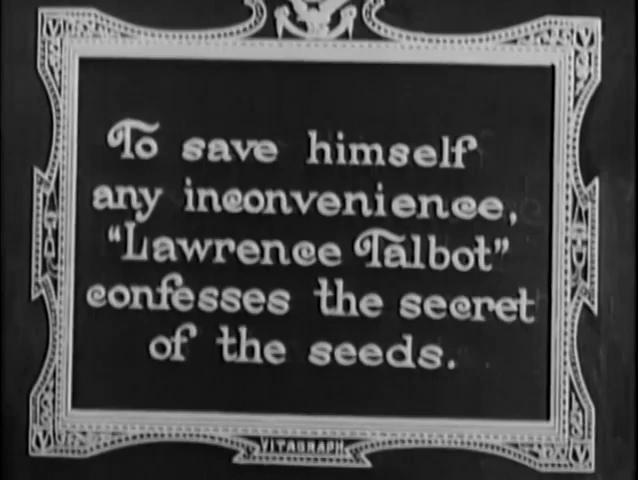 To save himself
any inconvenience,
“Lawrence Talbot”
confesses the secret
of the seeds.
VITAGRAPH